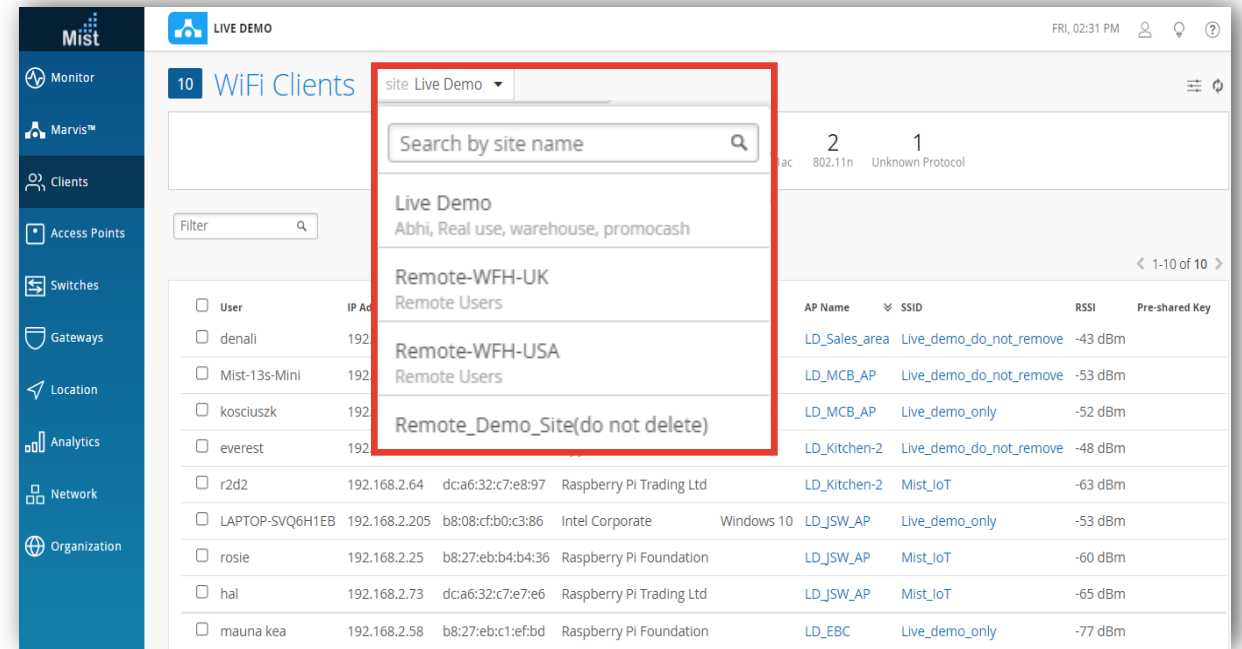 Mist
LIVE DEMO
FRI, 02:31 PM
Monitor
Marvis™
Clients
Access Points
Switches
Gateways
Location
Analytics
Network
Organization
10 WiFi Clients
site Live Demo
Search by site name
Live Demo
Abhi, Real use, warehouse, promocash
Remote-WFH-UK
Remote Users
Remote-WFH-USA
Remote Users
Remote_Demo_Site(do not delete)
2 1
802.11n Unknown Protocol
Filter
< 1-10 of 10 >
User AP Name SSID RSSI Pre-shared Key
denali 192. LD_Sales_area Live_demo_do_not_remove -43 dBm
Mist-13s-Mini 192. LD_MCB_AP Live_demo_do_not_remove -53 dBm
kosciuszk 192. LD_MCB_AP Live_demo_only -52 dBm
everest 192. LD_Kitchen-2 Live_demo_do_not_remove -48 dBm
r2d2 192.168.2.64 dc:a6:32:c7:e8:97 Raspberry Pi Trading Ltd LD_Kitchen-2 Mist_IoT -63 dBm
LAPTOP-SVQ6H1EB 192.168.2.205 b8:08:cf:b0:c3:86 Intel Corporate Windows 10 LD_JSW_AP Live_demo_only -53 dBm
rosie 192.168.2.25 b8:27:eb:b4:b4:36 Raspberry Pi Foundation LD_JSW_AP Mist_IoT -60 dBm
hal 192.168.2.73 dc:a6:32:c7:e7:e6 Raspberry Pi Trading Ltd LD_JSW_AP Mist_IoT -65 dBm
mauna kea 192.168.2.58 b8:27:eb:c1:ef:bd Raspberry Pi Foundation LD_EBC Live_demo_only -77 dBm